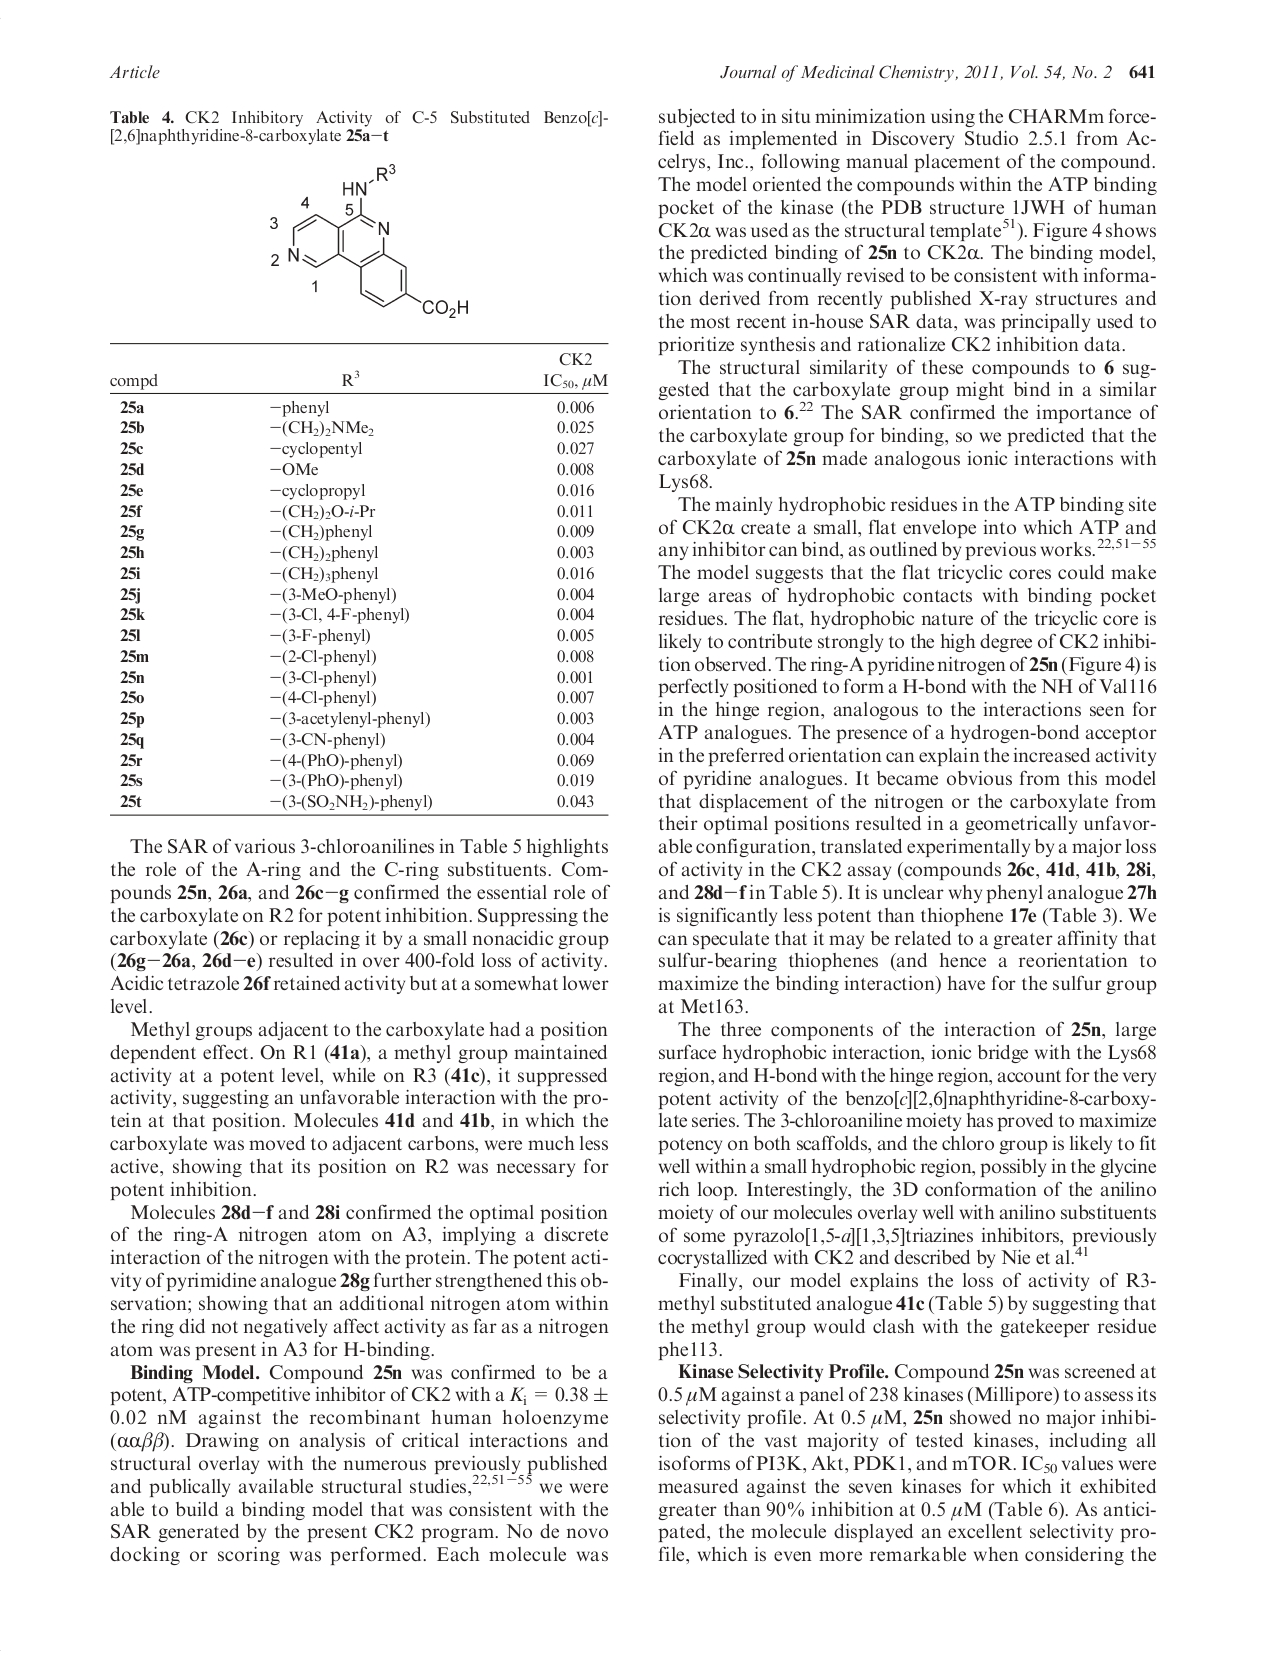 Article
Journal of Medicinal Chemistry, 2011, Vol. 54, No. 2 641
Table 4. CK2 Inhibitory Activity of C-5 Substituted Benzo[c]-
[2,6]naphthyridine-8-carboxylate 25a−t
R3
HN
4
5
3
N
2
N
1
CO2H
CK2
compd R3 IC50, μM
25a −phenyl 0.006
25b −(CH2)2NMe2 0.025
25c −cyclopentyl 0.027
25d −OMe 0.008
25e −cyclopropyl 0.016
25f −(CH2)2O-i-Pr 0.011
25g −(CH2)phenyl 0.009
25h −(CH2)2phenyl 0.003
25i −(CH2)3phenyl 0.016
25j −(3-MeO-phenyl) 0.004
25k −(3-Cl, 4-F-phenyl) 0.004
25l −(3-F-phenyl) 0.005
25m −(2-Cl-phenyl) 0.008
25n −(3-Cl-phenyl) 0.001
25o −(4-Cl-phenyl) 0.007
25p −(3-acetylenyl-phenyl) 0.003
25q −(3-CN-phenyl) 0.004
25r −(4-(PhO)-phenyl) 0.069
25s −(3-(PhO)-phenyl) 0.019
25t −(3-(SO2NH2)-phenyl) 0.043
The SAR of various 3-chloroanilines in Table 5 highlights
the role of the A-ring and the C-ring substituents. Com-
pounds 25n, 26a, and 26c−g confirmed the essential role of
the carboxylate on R2 for potent inhibition. Suppressing the
carboxylate (26c) or replacing it by a small nonacidic group
(26g−26a, 26d−e) resulted in over 400-fold loss of activity.
Acidic tetrazole 26f retained activity but at a somewhat lower
level.
Methyl groups adjacent to the carboxylate had a position
dependent effect. On R1 (41a), a methyl group maintained
activity at a potent level, while on R3 (41c), it suppressed
activity, suggesting an unfavorable interaction with the pro-
tein at that position. Molecules 41d and 41b, in which the
carboxylate was moved to adjacent carbons, were much less
active, showing that its position on R2 was necessary for
potent inhibition.
Molecules 28d−f and 28i confirmed the optimal position
of the ring-A nitrogen atom on A3, implying a discrete
interaction of the nitrogen with the protein. The potent acti-
vity of pyrimidine analogue 28g further strengthened this ob-
servation; showing that an additional nitrogen atom within
the ring did not negatively affect activity as far as a nitrogen
atom was present in A3 for H-binding.
Binding Model. Compound 25n was confirmed to be a
potent, ATP-competitive inhibitor of CK2 with a Ki = 0.38 ±
0.02 nM against the recombinant human holoenzyme
(ααββ). Drawing on analysis of critical interactions and
structural overlay with the numerous previously published
and publically available structural studies,22,51−55 we were
able to build a binding model that was consistent with the
SAR generated by the present CK2 program. No de novo
docking or scoring was performed. Each molecule was
subjected to in situ minimization using the CHARMm force-
field as implemented in Discovery Studio 2.5.1 from Ac-
celrys, Inc., following manual placement of the compound.
The model oriented the compounds within the ATP binding
pocket of the kinase (the PDB structure 1JWH of human
CK2α was used as the structural template51). Figure 4 shows
the predicted binding of 25n to CK2α. The binding model,
which was continually revised to be consistent with informa-
tion derived from recently published X-ray structures and
the most recent in-house SAR data, was principally used to
prioritize synthesis and rationalize CK2 inhibition data.
The structural similarity of these compounds to 6 sug-
gested that the carboxylate group might bind in a similar
orientation to 6.22 The SAR confirmed the importance of
the carboxylate group for binding, so we predicted that the
carboxylate of 25n made analogous ionic interactions with
Lys68.
The mainly hydrophobic residues in the ATP binding site
of CK2α create a small, flat envelope into which ATP and
any inhibitor can bind, as outlined by previous works.22,51−55
The model suggests that the flat tricyclic cores could make
large areas of hydrophobic contacts with binding pocket
residues. The flat, hydrophobic nature of the tricyclic core is
likely to contribute strongly to the high degree of CK2 inhibi-
tion observed. The ring-A pyridine nitrogen of 25n (Figure 4) is
perfectly positioned to form a H-bond with the NH of Val116
in the hinge region, analogous to the interactions seen for
ATP analogues. The presence of a hydrogen-bond acceptor
in the preferred orientation can explain the increased activity
of pyridine analogues. It became obvious from this model
that displacement of the nitrogen or the carboxylate from
their optimal positions resulted in a geometrically unfavor-
able configuration, translated experimentally by a major loss
of activity in the CK2 assay (compounds 26c, 41d, 41b, 28i,
and 28d−f in Table 5). It is unclear why phenyl analogue 27h
is significantly less potent than thiophene 17e (Table 3). We
can speculate that it may be related to a greater affinity that
sulfur-bearing thiophenes (and hence a reorientation to
maximize the binding interaction) have for the sulfur group
at Met163.
The three components of the interaction of 25n, large
surface hydrophobic interaction, ionic bridge with the Lys68
region, and H-bond with the hinge region, account for the very
potent activity of the benzo[c][2,6]naphthyridine-8-carboxy-
late series. The 3-chloroaniline moiety has proved to maximize
potency on both scaffolds, and the chloro group is likely to fit
well within a small hydrophobic region, possibly in the glycine
rich loop. Interestingly, the 3D conformation of the anilino
moiety of our molecules overlay well with anilino substituents
of some pyrazolo[1,5-a][1,3,5]triazines inhibitors, previously
cocrystallized with CK2 and described by Nie et al.41
Finally, our model explains the loss of activity of R3-
methyl substituted analogue 41c (Table 5) by suggesting that
the methyl group would clash with the gatekeeper residue
phe113.
Kinase Selectivity Profile. Compound 25n was screened at
0.5 μM against a panel of 238 kinases (Millipore) to assess its
selectivity profile. At 0.5 μM, 25n showed no major inhibi-
tion of the vast majority of tested kinases, including all
isoforms of PI3K, Akt, PDK1, and mTOR. IC50 values were
measured against the seven kinases for which it exhibited
greater than 90% inhibition at 0.5 μM (Table 6). As antici-
pated, the molecule displayed an excellent selectivity pro-
file, which is even more remarkable when considering the